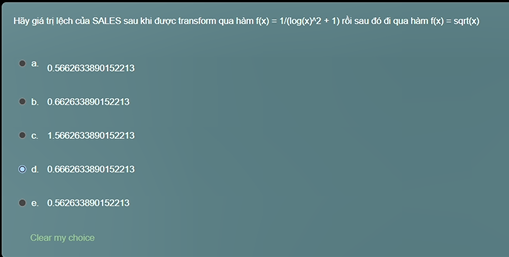 Hãy giá trị lệch của SALES sau khi được transform qua hàm f(x) = 1/(log(x)^2 + 1) rồi sau đó đi qua hàm f(x) = sqrt(x)
a. 0.5662633890152213
b. 0.662633890152213
c. 1.5662633890152213
d. 0.6662633890152213
e. 0.562633890152213
Clear my choice